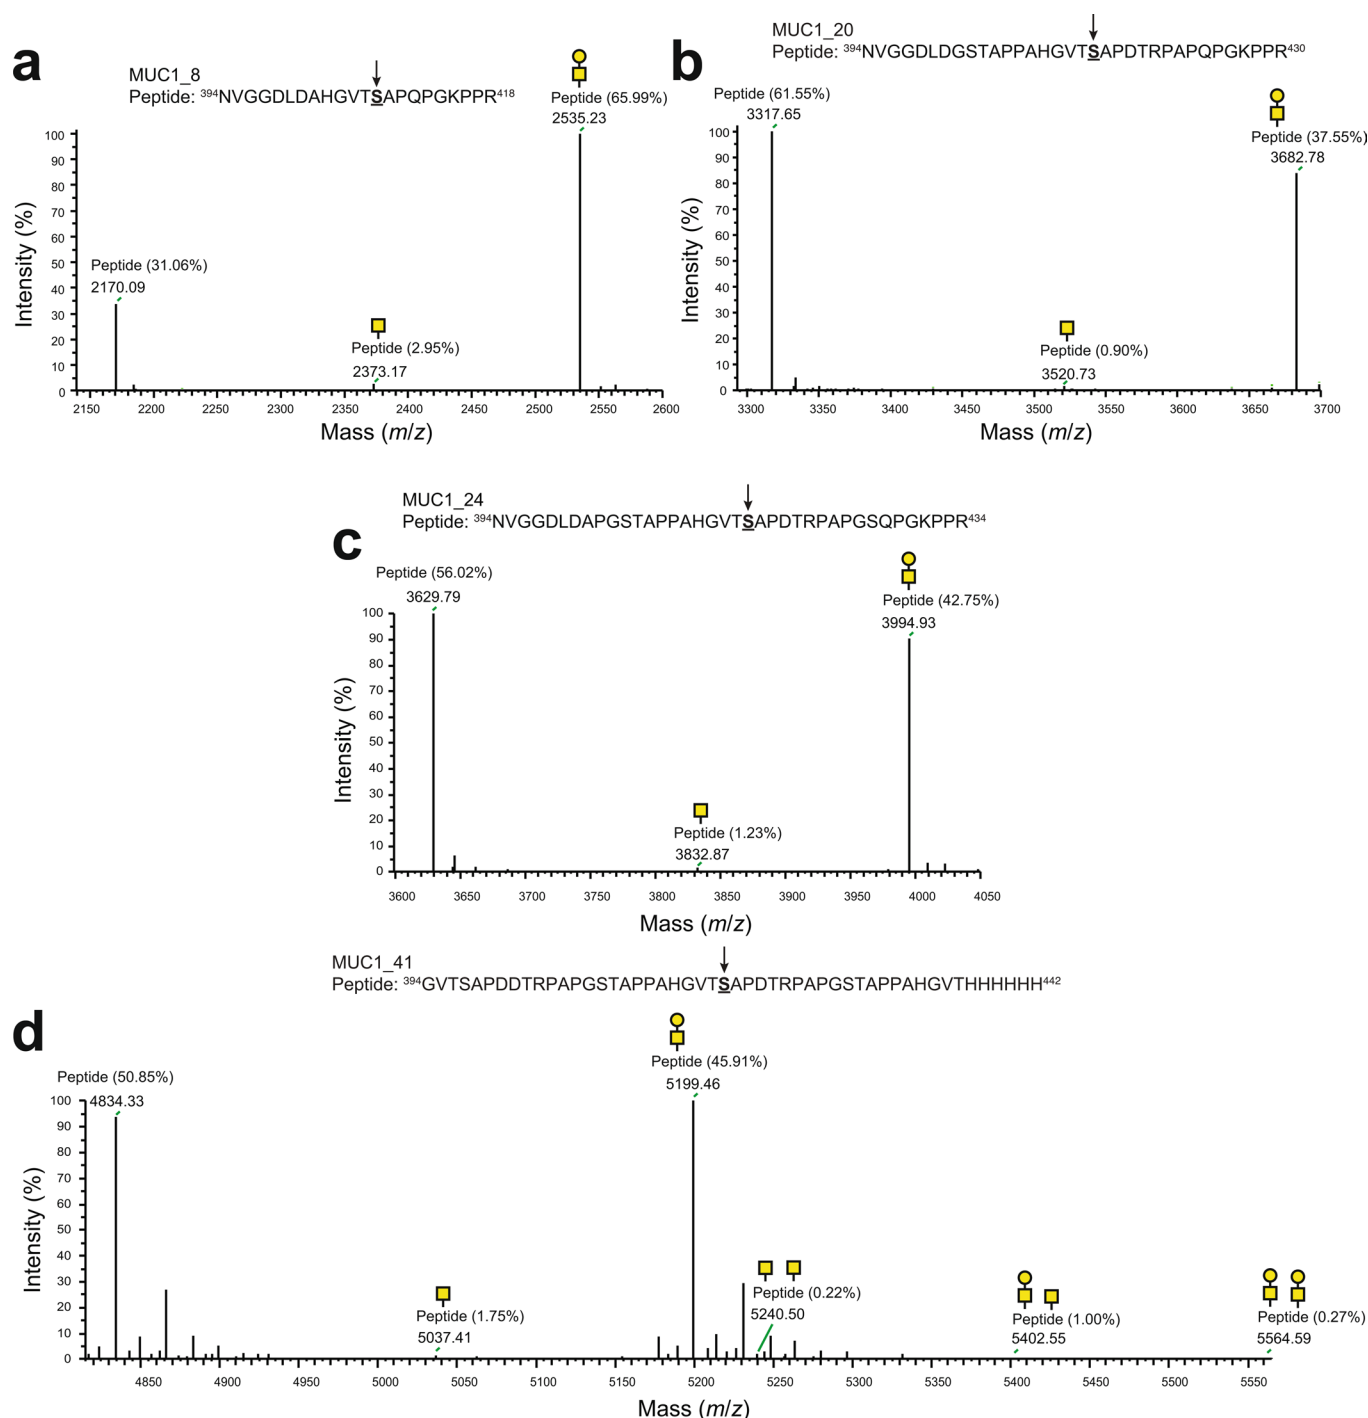 a
MUC1_8
Peptide: 394NVGGDLDAHGVTSAPQPGKPPR418
Peptide (65.99%)
2535.23
Peptide (31.06%)
2170.09
Peptide (2.95%)
2373.17
Intensity (%)
100
90
80
70
60
50
40
30
20
10
0
2150 2200 2250 2300 2350 2400 2450 2500 2550 2600
Mass (m/z)
b
MUC1_20
Peptide: 394NVGGDLDGSTAPPAHGVTSAPDTRPAPQPGKPPR430
Peptide (61.55%)
3317.65
Peptide (37.55%)
3682.78
Peptide (0.90%)
3520.73
Intensity (%)
100
90
80
70
60
50
40
30
20
10
0
3300 3350 3400 3450 3500 3550 3600 3650 3700
Mass (m/z)
c
MUC1_24
Peptide: 394NVGGDLDAPGSTAPPAHGVTSAPDTRPAPGSQPGKPPR434
Peptide (56.02%)
3629.79
Peptide (42.75%)
3994.93
Peptide (1.23%)
3832.87
Intensity (%)
100
90
80
70
60
50
40
30
20
10
0
3600 3650 3700 3750 3800 3850 3900 3950 4000 4050
Mass (m/z)
d
MUC1_41
Peptide: 394GVTSAPDDTRPAPGSTAPPAHGVTSAPDTRPAPGSTAPPAHGVTHHHHHH442
Peptide (50.85%)
4834.33
Peptide (45.91%)
5199.46
Peptide (1.75%)
5037.41
Peptide (0.22%)
5240.50
Peptide (1.00%)
5402.55
Peptide (0.27%)
5564.59
Intensity (%)
100
90
80
70
60
50
40
30
20
10
0
4850 4900 4950 5000 5050 5100 5150 5200 5250 5300 5350 5400 5500 5550
Mass (m/z)